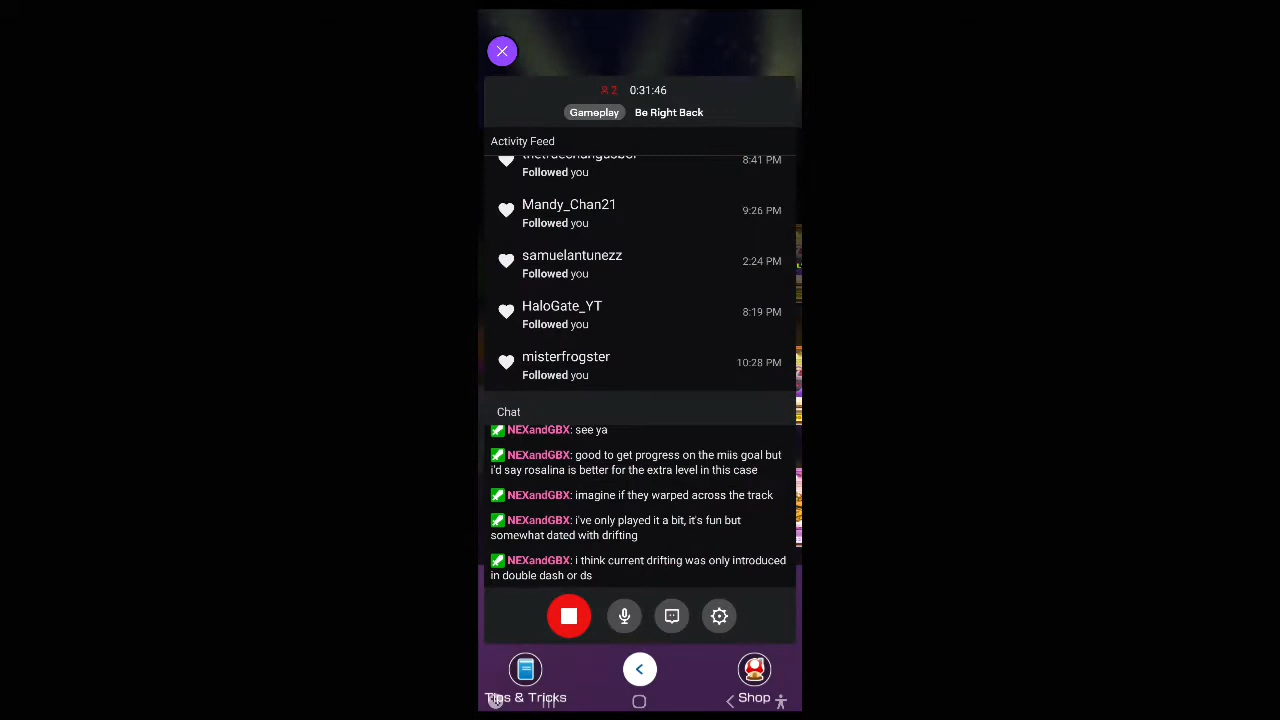 2 0:31:46
Gameplay Be Right Back
Activity Feed
8:41 PM
Followed you
Mandy_Chan21
9:26 PM
Followed you
samuelantunezz
2:24 PM
Followed you
HaloGate_YT
8:19 PM
Followed you
misterfrogster
10:28 PM
Followed you
Chat
NEXandGBX: see ya
NEXandGBX: good to get progress on the miis goal but
i'd say rosalina is better for the extra level in this case
NEXandGBX: imagine if they warped across the track
NEXandGBX: i've only played it a bit, it's fun but
somewhat dated with drifting
NEXandGBX: i think current drifting was only introduced
in double dash or ds
Tips & Tricks
Shop